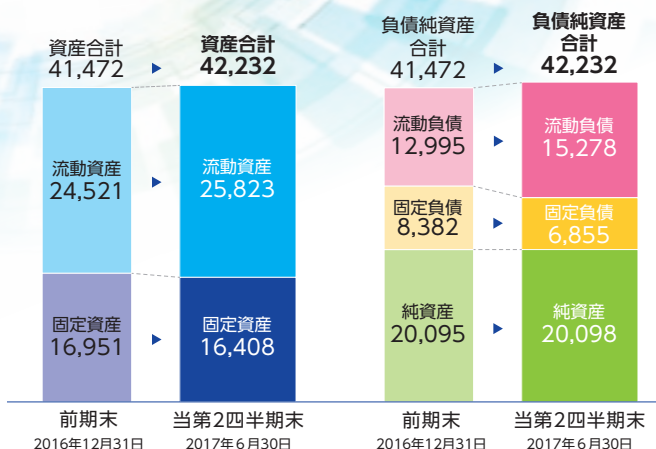 資産合計
41,472
資産合計
42,232
流動資産
24,521
流動資産
25,823
固定資産
16,951
固定資産
16,408
前期末
2016年12月31日
当第2四半期末
2017年6月30日
負債純資産
合計
41,472
負債純資産
合計
42,232
流動負債
12,995
流動負債
15,278
固定負債
8,382
固定負債
6,855
純資産
20,095
純資産
20,098
前期末
2016年12月31日
当第2四半期末
2017年6月30日